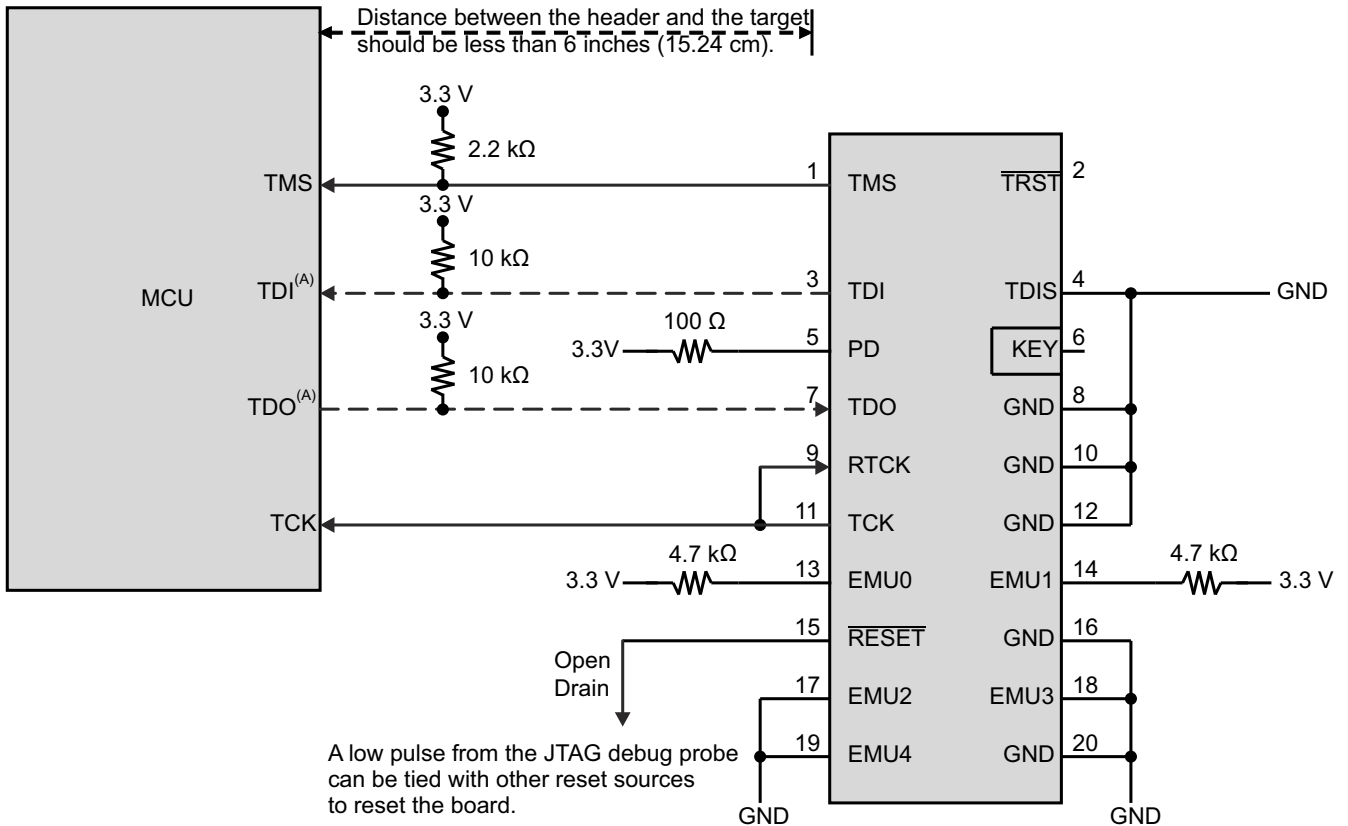 Distance between the header and the target
should be less than 6 inches (15.24 cm).
3.3 V
2.2 kΩ
TMS
1
TMS
TRST
2
3.3 V
10 kΩ
MCU
TDI(A)
3
TDI
TDIS
4
GND
3.3 V
100 Ω
3.3V
5
PD
KEY
6
10 kΩ
TDO(A)
7
TDO
GND
8
9
RTCK
GND
10
TCK
11
TCK
GND
12
4.7 kΩ
3.3 V
13
EMU0
EMU1
14
4.7 kΩ
3.3 V
15
RESET
GND
16
Open
Drain
17
EMU2
EMU3
18
19
EMU4
GND
20
A low pulse from the JTAG debug probe
can be tied with other reset sources
to reset the board.
GND
GND